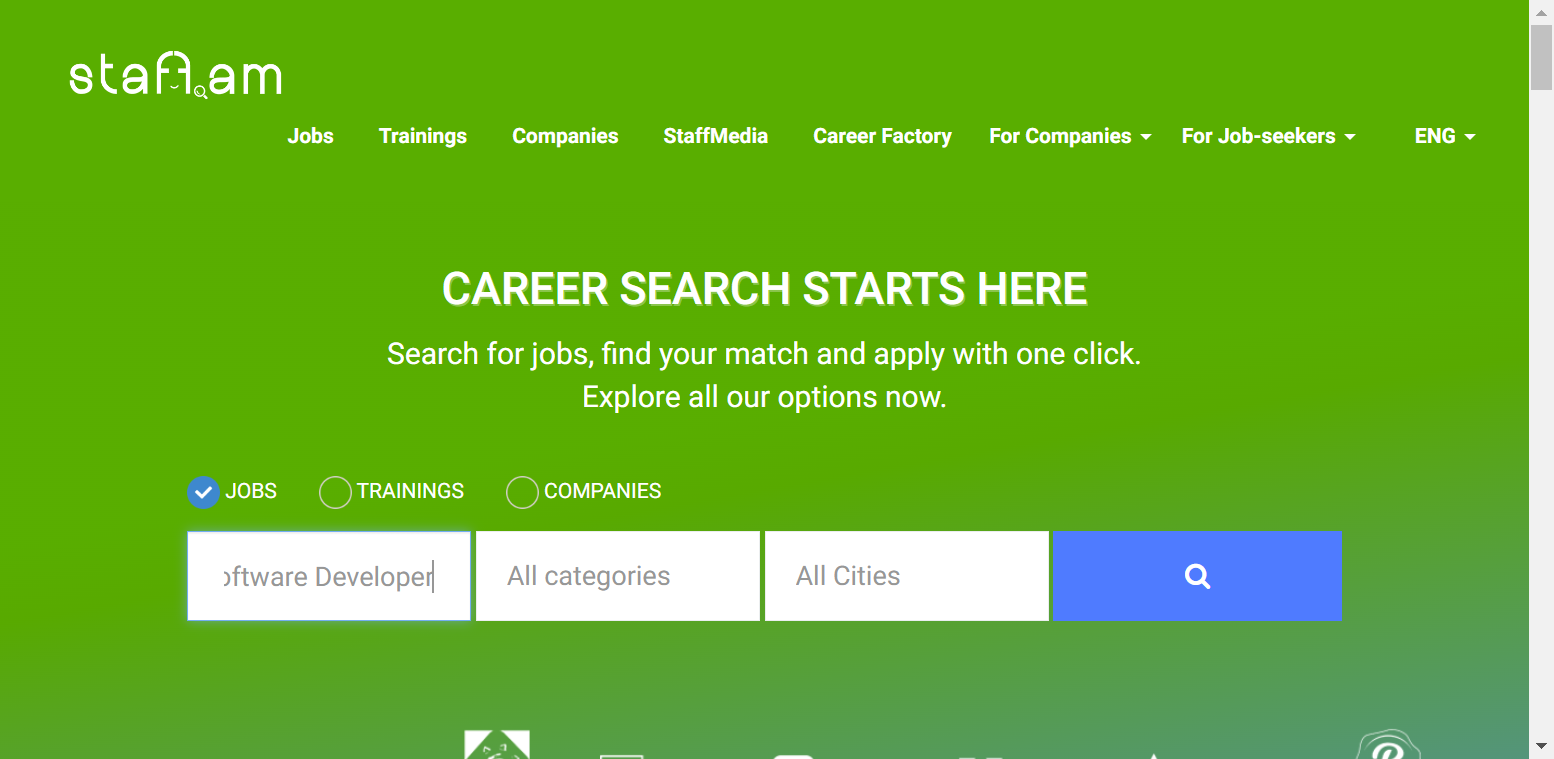 staff.am
Jobs Trainings Companies StaffMedia Career Factory For Companies For Job-seekers ENG
CAREER SEARCH STARTS HERE
Search for jobs, find your match and apply with one click.
Explore all our options now.
JOBS TRAININGS COMPANIES
oftware Developer All categories All Cities